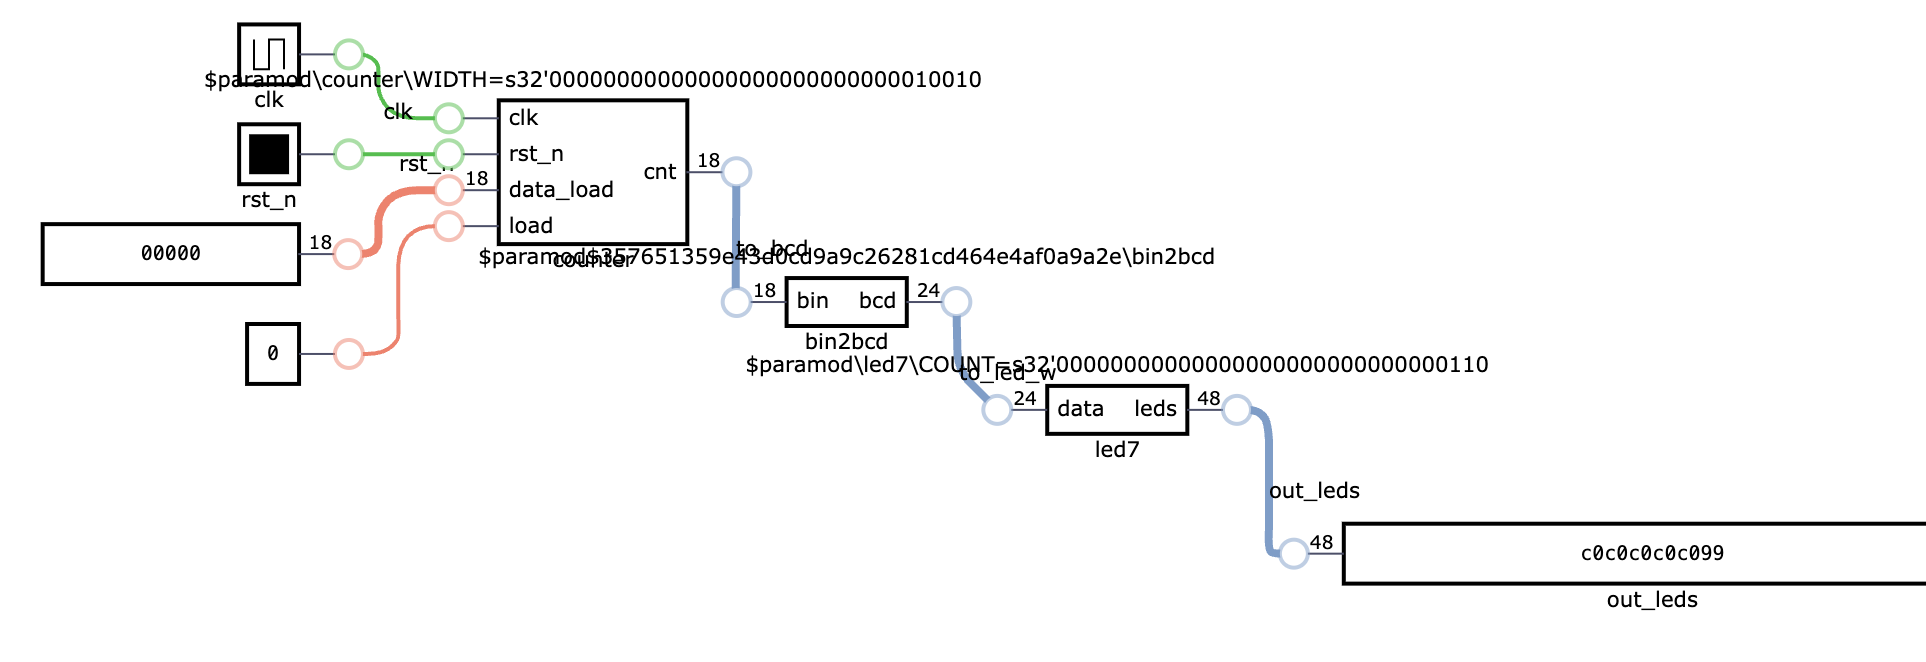 clk
$paramod\counter\WIDTH=s32'00000000000000000000000000010010
clk
clk
rst_n
rst_n
rst_n
18
data_load
load
cnt
18
00000
18
counter
0
$paramod$357651359e43d0cd9a9c26281cd464e4af0a9a2e\bin2bcd
to_bcd
18
bin
bcd
24
bin2bcd
$paramod\led7\COUNT=s32'00000000000000000000000000000110
to_led_w
24
data
leds
48
led7
out_leds
48
c0c0c0c0c099
out_leds